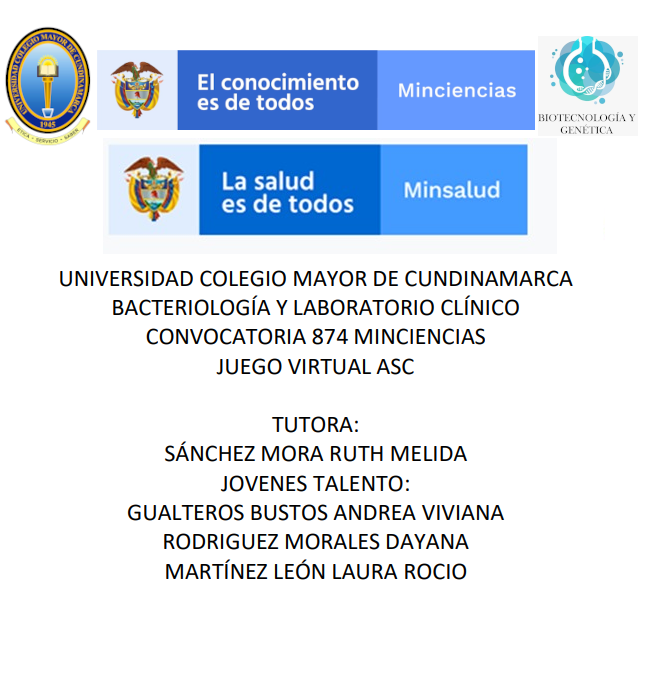 UNIVERSIDAD COLEGIO MAYOR DE CUNDINAMARCA
1945
ETICA - SERVICIO - SABER
El conocimiento
es de todos
Minciencias
BIOTECNOLOGÍA Y
GENÉTICA
La salud
es de todos
Minsalud
UNIVERSIDAD COLEGIO MAYOR DE CUNDINAMARCA
BACTERIOLOGÍA Y LABORATORIO CLÍNICO
CONVOCATORIA 874 MINCIENCIAS
JUEGO VIRTUAL ASC
TUTORA:
SÁNCHEZ MORA RUTH MELIDA
JOVENES TALENTO:
GUALTEROS BUSTOS ANDREA VIVIANA
RODRIGUEZ MORALES DAYANA
MARTÍNEZ LEÓN LAURA ROCIO